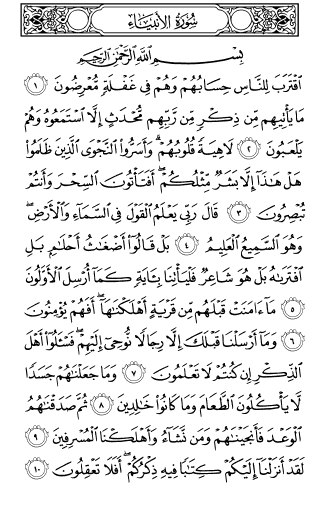 سُورَةُ الأَنبِيَاءِ
بِسْمِ اللَّهِ الرَّحْمَٰنِ الرَّحِيمِ
ٱقْتَرَبَ لِلنَّاسِ حِسَابُهُمْ وَهُمْ فِى غَفْلَةٍ مُّعْرِضُونَ ١
مَا يَأْتِيهِم مِّن ذِكْرٍ مِّن رَّبِّهِم مُّحْدَثٍ إِلَّا ٱسْتَمَعُوهُ وَهُمْ
يَلْعَبُونَ ٢ لَاهِيَةً قُلُوبُهُمْ ۗ وَأَسَرُّوا۟ ٱلنَّجْوَى ٱلَّذِينَ ظَلَمُوا۟
هَلْ هَٰذَآ إِلَّا بَشَرٌ مِّثْلُكُمْ ۖ أَفَتَأْتُونَ ٱلسِّحْرَ وَأَنتُمْ
تُبْصِرُونَ ٣ قَالَ رَبِّى يَعْلَمُ ٱلْقَوْلَ فِى ٱلسَّمَآءِ وَٱلْأَرْضِ ۖ
وَهُوَ ٱلسَّمِيعُ ٱلْعَلِيمُ ٤ بَلْ قَالُوٓا۟ أَضْغَٰثُ أَحْلَٰمٍۭ بَلِ
ٱفْتَرَىٰهُ بَلْ هُوَ شَاعِرٌ فَلْيَأْتِنَا بِـَٔايَةٍ كَمَآ أُرْسِلَ ٱلْأَوَّلُونَ
٥ مَآ ءَامَنَتْ قَبْلَهُم مِّن قَرْيَةٍ أَهْلَكْنَٰهَآ ۖ أَفَهُمْ يُؤْمِنُونَ
٦ وَمَآ أَرْسَلْنَا قَبْلَكَ إِلَّا رِجَالًا نُّوحِىٓ إِلَيْهِمْ ۖ فَسْـَٔلُوٓا۟ أَهْلَ
ٱلذِّكْرِ إِن كُنتُمْ لَا تَعْلَمُونَ ٧ وَمَا جَعَلْنَٰهُمْ جَسَدًا
لَّا يَأْكُلُونَ ٱلطَّعَامَ وَمَا كَانُوا۟ خَٰلِدِينَ ٨ ثُمَّ صَدَقْنَٰهُمُ
ٱلْوَعْدَ فَأَنجَيْنَٰهُمْ وَمَن نَّشَآءُ وَأَهْلَكْنَا ٱلْمُسْرِفِينَ ٩
لَقَدْ أَنزَلْنَآ إِلَيْكُمْ كِتَٰبًا فِيهِ ذِكْرُكُمْ ۖ أَفَلَا تَعْقِلُونَ ١٠